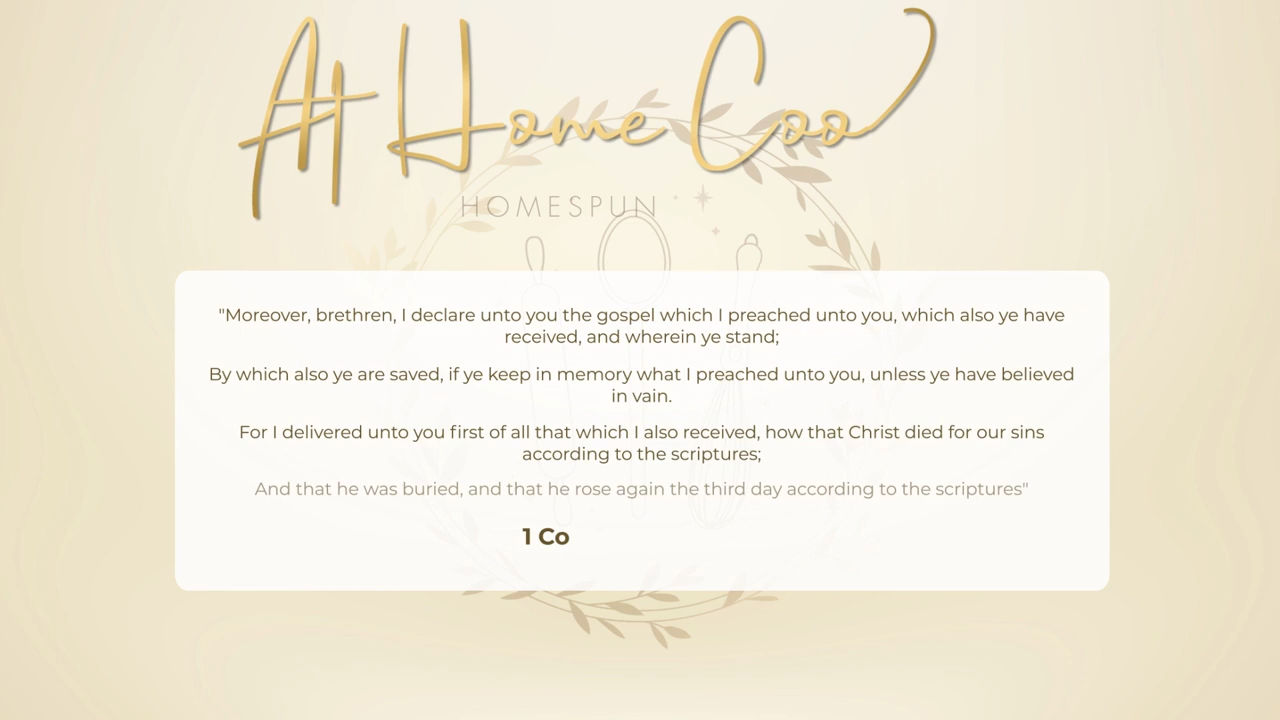 At Home Coo
HOMESPUN
"Moreover, brethren, I declare unto you the gospel which I preached unto you, which also ye have
received, and wherein ye stand;
By which also ye are saved, if ye keep in memory what I preached unto you, unless ye have believed
in vain.
For I delivered unto you first of all that which I also received, how that Christ died for our sins
according to the scriptures;
And that he was buried, and that he rose again the third day according to the scriptures"
1 Co